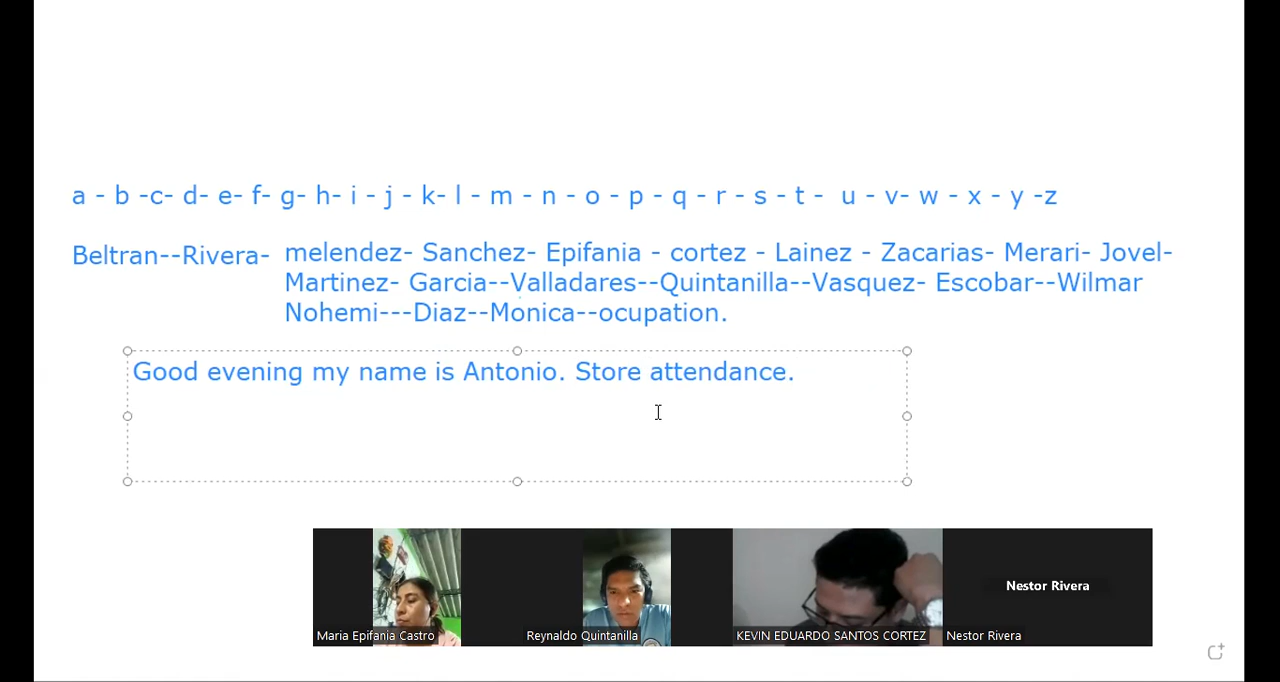 a - b -c- d- e- f- g- h- i - j - k- l - m - n - o - p - q - r - s - t -  u - v- w - x - y -z
Beltran--Rivera-
melendez- Sanchez- Epifania - cortez - Lainez - Zacarias- Merari- Jovel-
Martinez- Garcia--Valladares--Quintanilla--Vasquez- Escobar--Wilmar
Nohemi---Diaz--Monica--ocupation.
Good evening my name is Antonio. Store attendance.
Nestor Rivera
Maria Epifania Castro
Reynaldo Quintanilla
KEVIN EDUARDO SANTOS CORTEZ
Nestor Rivera